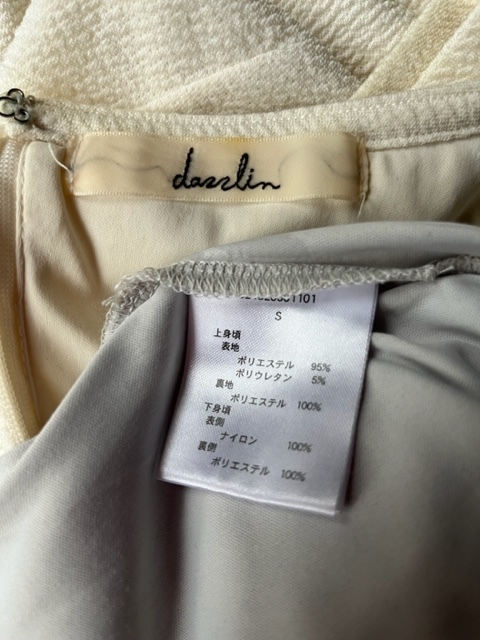 dazzlin
S
上身頃
表地
ポリエステル 95%
ポリウレタン 5%
裏地
ポリエステル 100%
下身頃
表側
ナイロン 100%
裏側
ポリエステル 100%